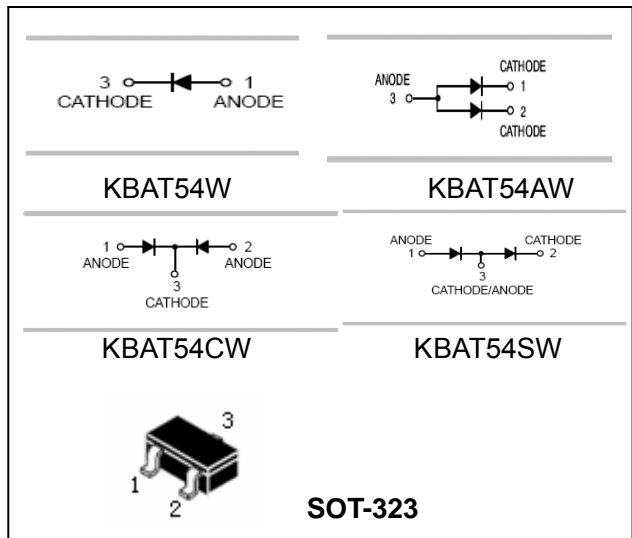 3 1
CATHODE ANODE
KBAT54W
CATHODE
ANODE
1
3
2
CATHODE
KBAT54AW
1 2
ANODE ANODE
3
CATHODE
KBAT54CW
ANODE CATHODE
1 2
3
CATHODE/ANODE
KBAT54SW
3
1
2
SOT-323